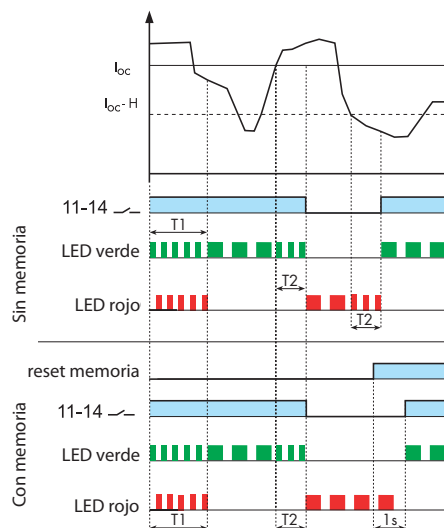 Ioc
Ioc - H
Sin memoria
11-14
T1
LED verde
T2
LED rojo
T2
Con memoria
reset memoria
11-14
LED verde
LED rojo
T1
T2
1s